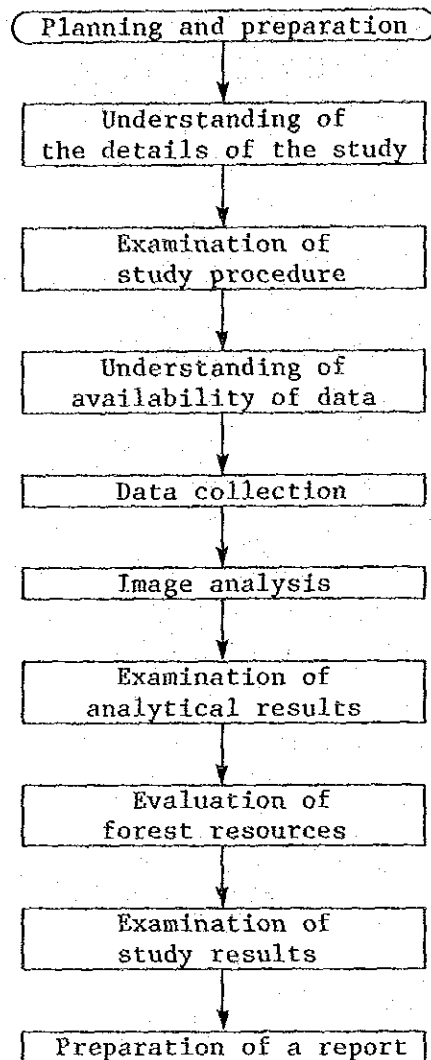 Planning and preparation
Understanding of
the details of the study
Examination of
study procedure
Understanding of
availability of data
Data collection
Image analysis
Examination of
analytical results
Evaluation of
forest resources
Examination of
study results
Preparation of a report